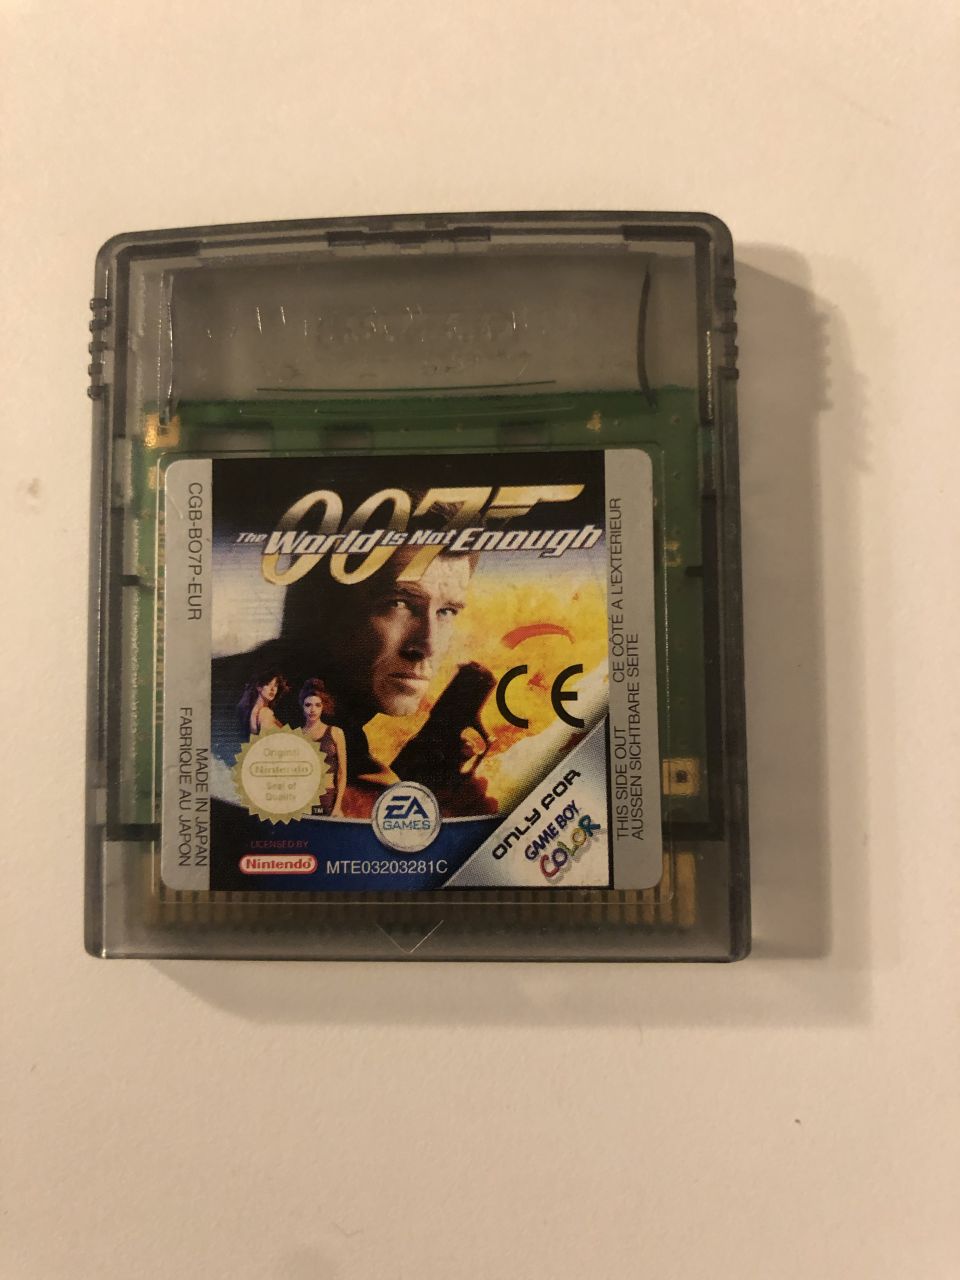 007
The World Is Not Enough
CGB-BO7P-EUR
MADE IN JAPAN
FABRIQUE AU JAPON
CE
Original
Nintendo
Seal of
Quality
TM
EA
GAMES
LICENSED BY
Nintendo
MTE03203281C
ONLY FOR
GAME BOY
COLOR
THIS SIDE OUT CE CÔTÉ A L'EXTERIEUR
AUSSEN SICHTBARE SEITE